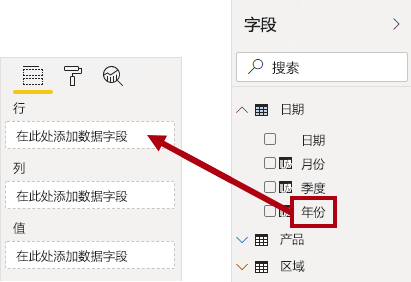 行
在此处添加数据字段
列
在此处添加数据字段
值
在此处添加数据字段
字段
搜索
日期
日期
月份
季度
年份
产品
区域